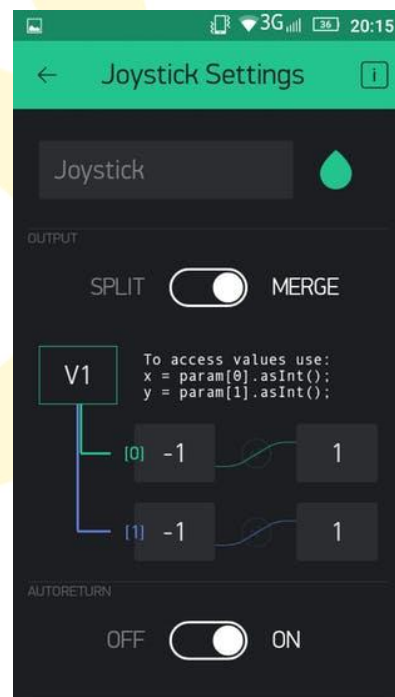 3G 36 20:15
Joystick Settings i
Joystick
OUTPUT
SPLIT MERGE
V1
To access values use:
x = param[0].asInt();
y = param[1].asInt();
[0] -1 1
[1] -1 1
AUTORETURN
OFF ON